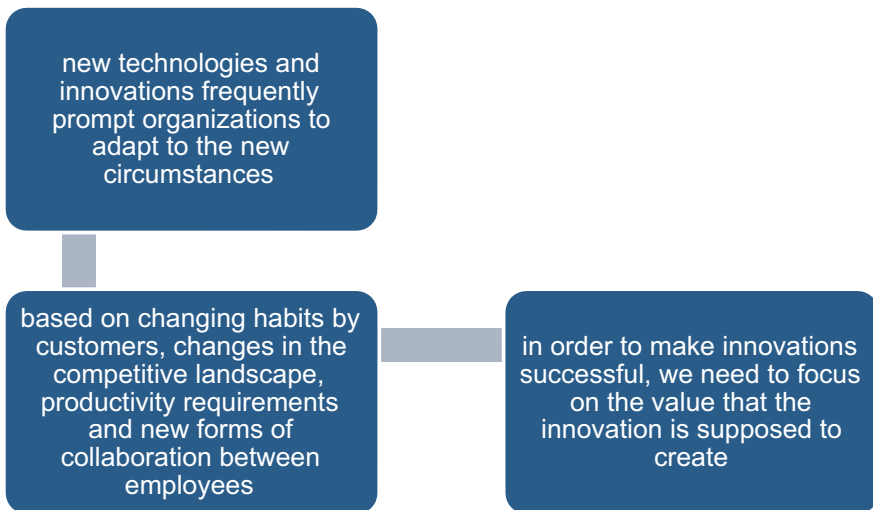 new technologies and
innovations frequently
prompt organizations to
adapt to the new
circumstances
based on changing habits by
customers, changes in the
competitive landscape,
productivity requirements
and new forms of
collaboration between
employees
in order to make innovations
successful, we need to focus
on the value that the
innovation is supposed to
create